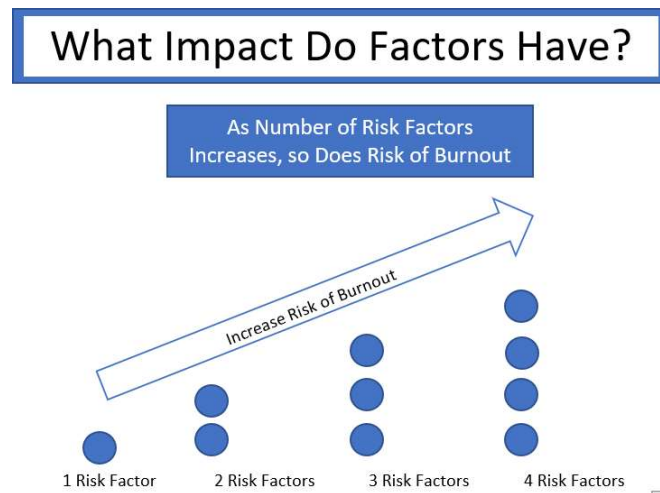 What Impact Do Factors Have?
As Number of Risk Factors
Increases, so Does Risk of Burnout
Increase Risk of Burnout
1 Risk Factor
2 Risk Factors
3 Risk Factors
4 Risk Factors